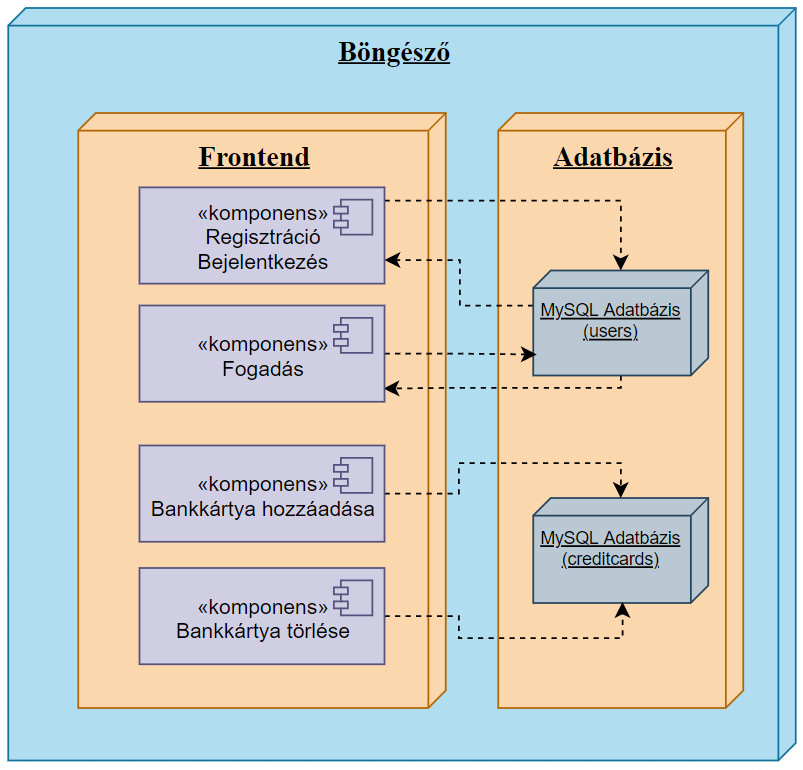 Böngésző
Frontend
«komponens»
Regisztráció
Bejelentkezés
«komponens»
Fogadás
«komponens»
Bankkártya hozzáadása
«komponens»
Bankkártya törlése
Adatbázis
MySQL Adatbázis
(users)
MySQL Adatbázis
(creditcards)